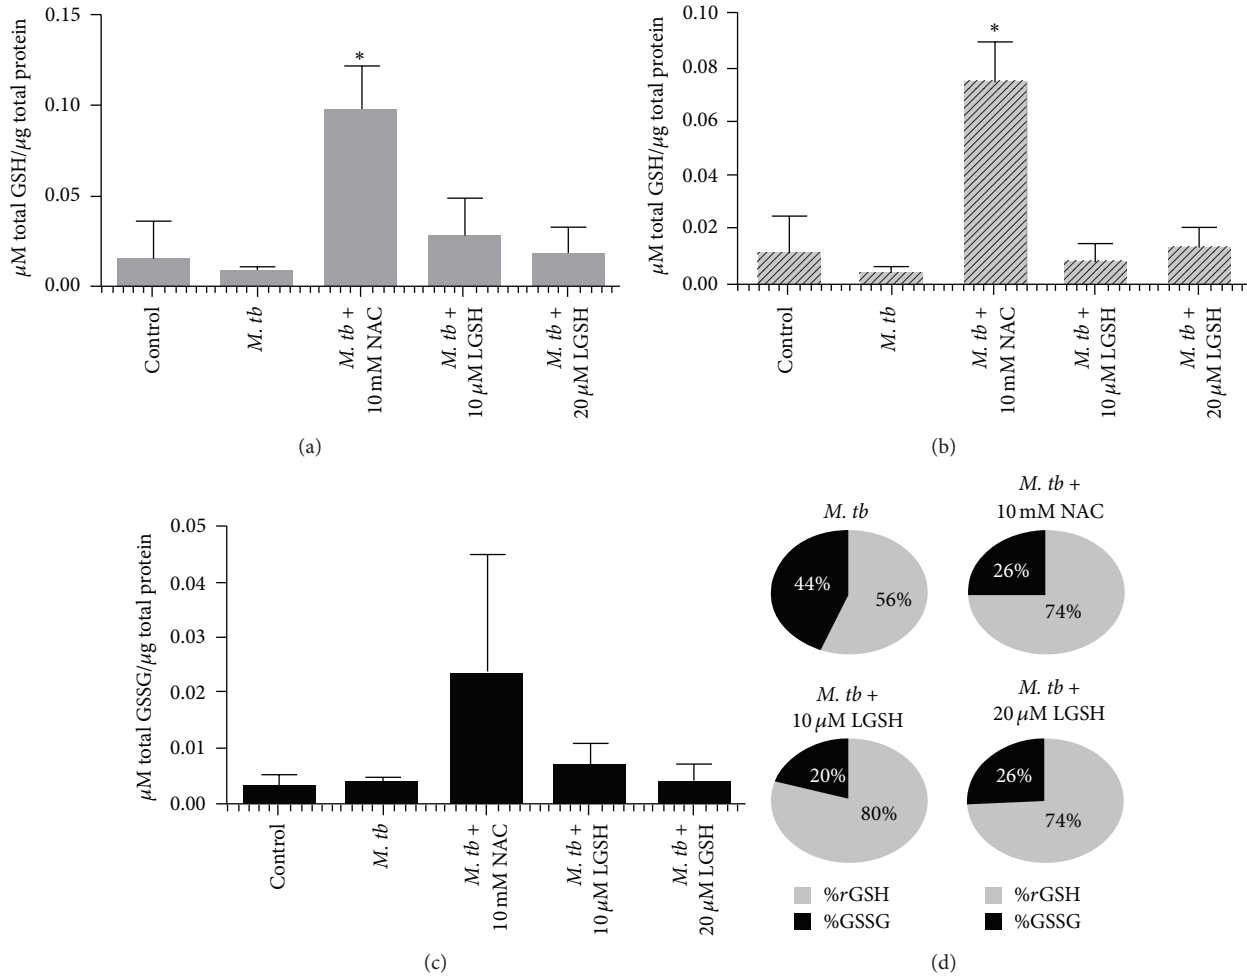 0.15
0.10
0.05
0.00
μM total GSH/μg total protein
*
Control
M. tb
M. tb +
10 mM NAC
M. tb +
10 μM LGSH
M. tb +
20 μM LGSH
(a)
0.10
0.08
0.06
0.04
0.02
0.00
μM total GSH/μg total protein
*
Control
M. tb
M. tb +
10 mM NAC
M. tb +
10 μM LGSH
M. tb +
20 μM LGSH
(b)
0.05
0.04
0.03
0.02
0.01
0.00
μM total GSSG/μg total protein
Control
M. tb
M. tb +
10 mM NAC
M. tb +
10 μM LGSH
M. tb +
20 μM LGSH
(c)
M. tb
44%
56%
M. tb +
10 mM NAC
26%
74%
M. tb +
10 μM LGSH
20%
80%
M. tb +
20 μM LGSH
26%
74%
%rGSH
%GSSG
%rGSH
%GSSG
(d)